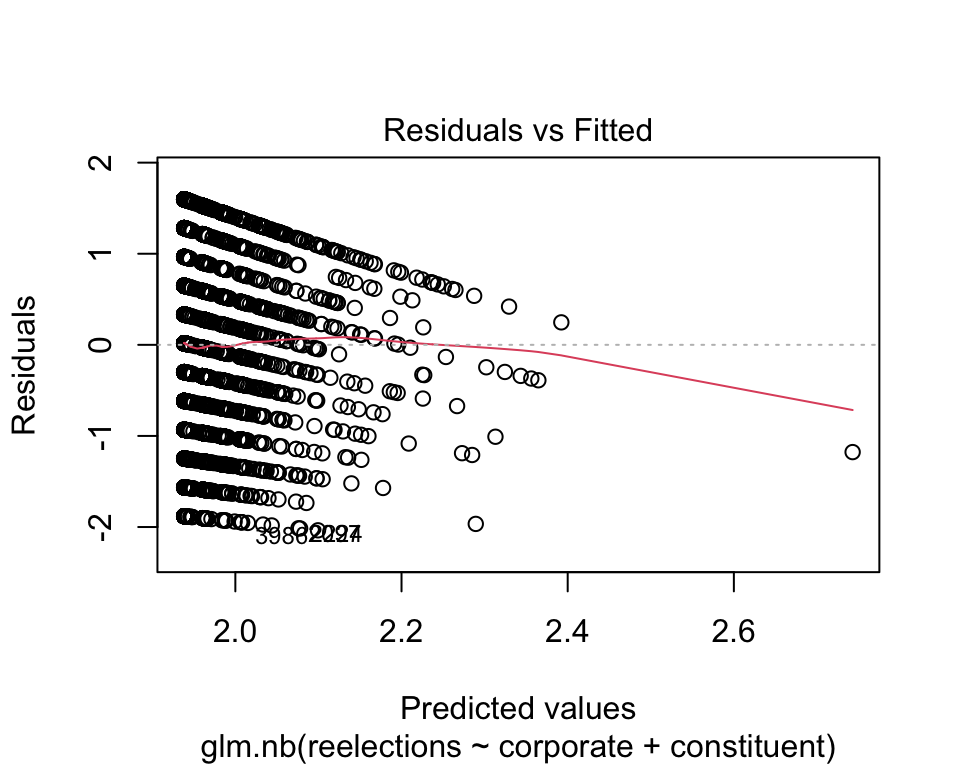 Residuals vs Fitted
Residuals
2
1
0
-1
-2
2.0 2.2 2.4 2.6
Predicted values
glm.nb(reelections ~ corporate + constituent)